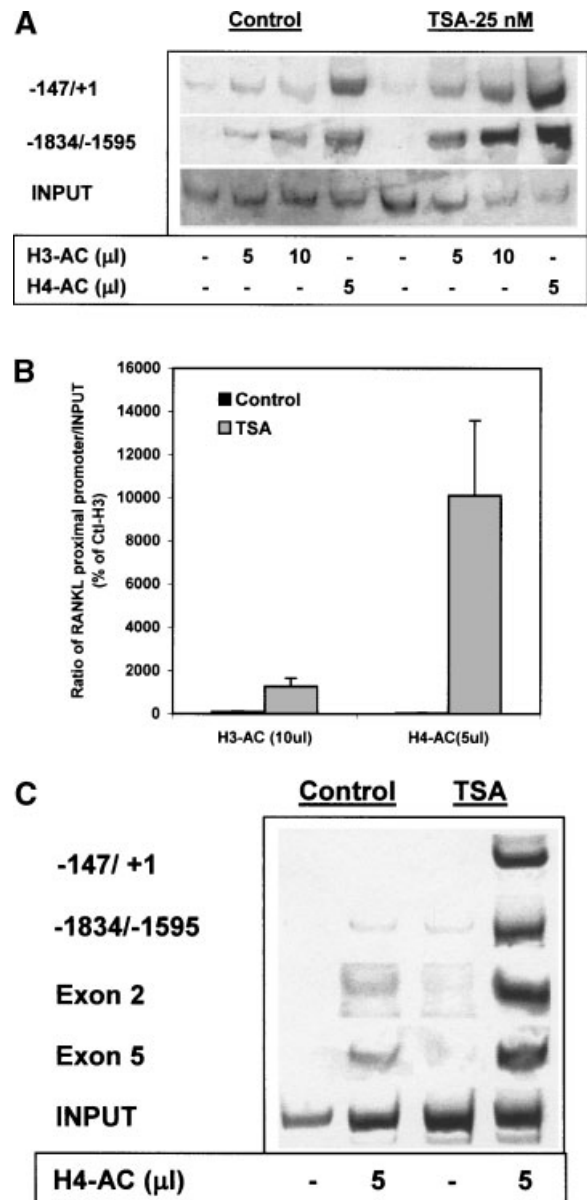 A
Control TSA-25 nM
-147/+1
-1834/-1595
INPUT
H3-AC (µl) - 5 10 - - 5 10 -
H4-AC (µl) - - - 5 - - - 5
B
Ratio of RANKL proximal promoter/INPUT
(% of Ctl-H3)
16000
14000
12000
10000
8000
6000
4000
2000
0
Control
TSA
H3-AC (10ul) H4-AC(5ul)
C
Control TSA
-147/ +1
-1834/-1595
Exon 2
Exon 5
INPUT
H4-AC (µl) - 5 - 5